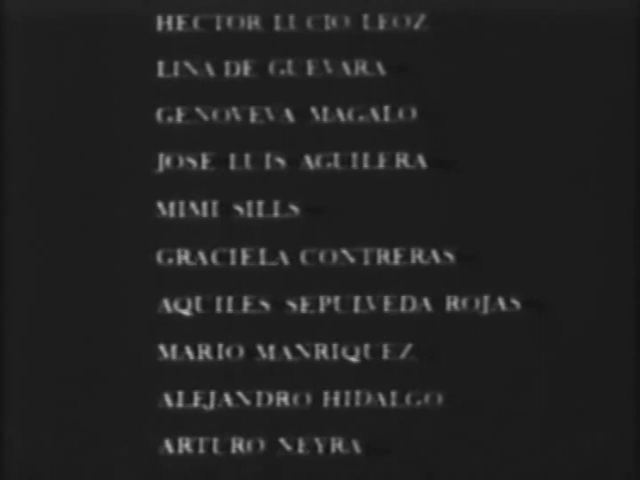 HECTOR LUCIO LEOZ
LINA DE GUEVARA
GENOVEVA MAGALO
JOSE LUIS AGUILERA
MIMI SILLS
GRACIELA CONTRERAS
AQUILES SEPULVEDA ROJAS
MARIO MANRIQUEZ
ALEJANDRO HIDALGO
ARTURO NEYRA